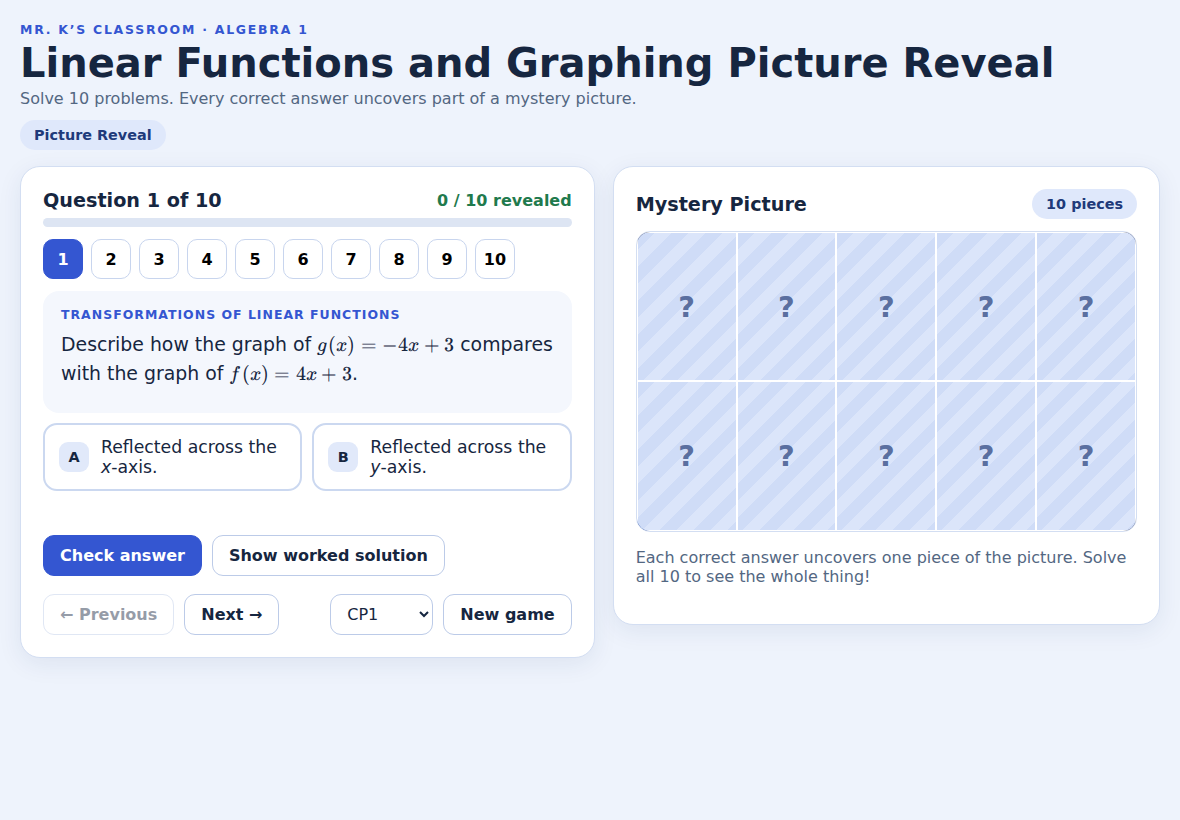 MR. K’S CLASSROOM · ALGEBRA 1
Linear Functions and Graphing Picture Reveal
Solve 10 problems. Every correct answer uncovers part of a mystery picture.
Picture Reveal
Question 1 of 10
0 / 10 revealed
1 2 3 4 5 6 7 8 9 10
TRANSFORMATIONS OF LINEAR FUNCTIONS
Describe how the graph of g(x) = −4x + 3 compares
with the graph of f(x) = 4x + 3.
A
Reflected across the
x-axis.
B
Reflected across the
y-axis.
Check answer
Show worked solution
← Previous
Next →
CP1
New game
Mystery Picture
10 pieces
? ? ? ? ?
? ? ? ? ?
Each correct answer uncovers one piece of the picture. Solve
all 10 to see the whole thing!